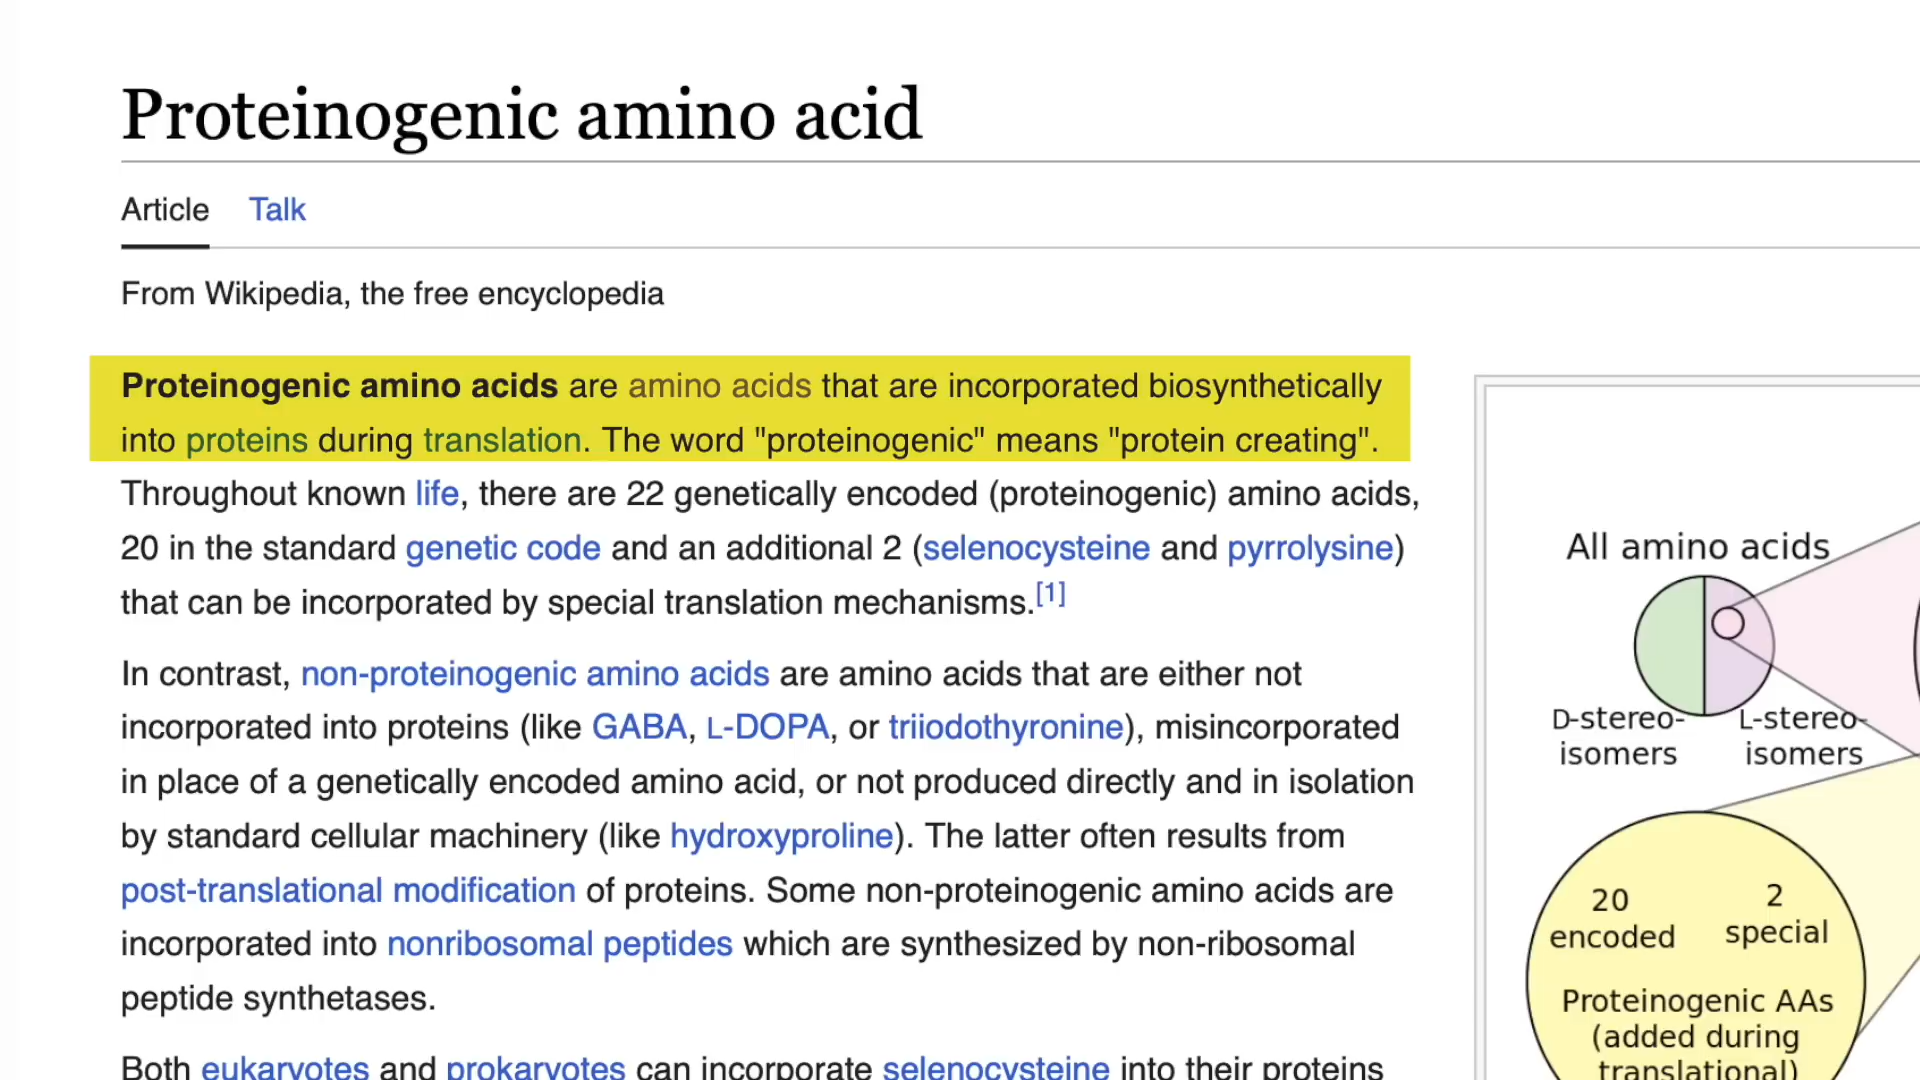 Proteinogenic amino acid
Article Talk
From Wikipedia, the free encyclopedia
Proteinogenic amino acids are amino acids that are incorporated biosynthetically
into proteins during translation. The word "proteinogenic" means "protein creating".
Throughout known life, there are 22 genetically encoded (proteinogenic) amino acids,
20 in the standard genetic code and an additional 2 (selenocysteine and pyrrolysine)
that can be incorporated by special translation mechanisms.[1]
In contrast, non-proteinogenic amino acids are amino acids that are either not
incorporated into proteins (like GABA, L-DOPA, or triiodothyronine), misincorporated
in place of a genetically encoded amino acid, or not produced directly and in isolation
by standard cellular machinery (like hydroxyproline). The latter often results from
post-translational modification of proteins. Some non-proteinogenic amino acids are
incorporated into nonribosomal peptides which are synthesized by non-ribosomal
peptide synthetases.
Both eukaryotes and prokaryotes can incorporate selenocysteine into their proteins
All amino acids
D-stereo-
isomers
L-stereo-
isomers
20
encoded
2
special
Proteinogenic AAs
(added during
translational)